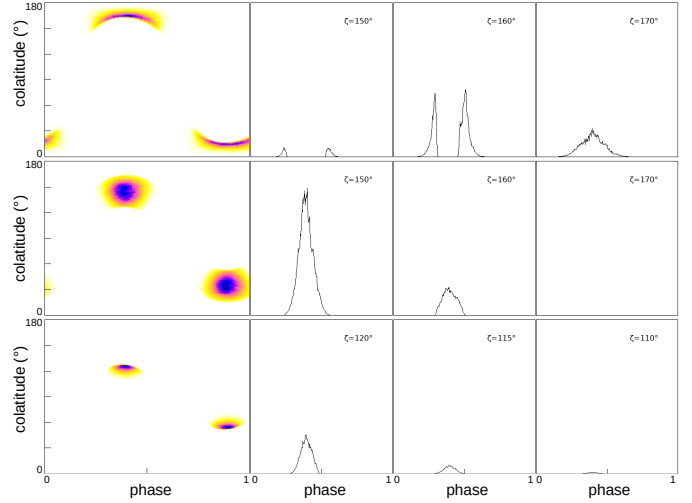 180
colatitude (°)
0
ζ=150°
ζ=160°
ζ=170°
180
colatitude (°)
0
ζ=150°
ζ=160°
ζ=170°
180
colatitude (°)
0
ζ=120°
ζ=115°
ζ=110°
0 1 0 1 0 1 0 1
phase phase phase phase